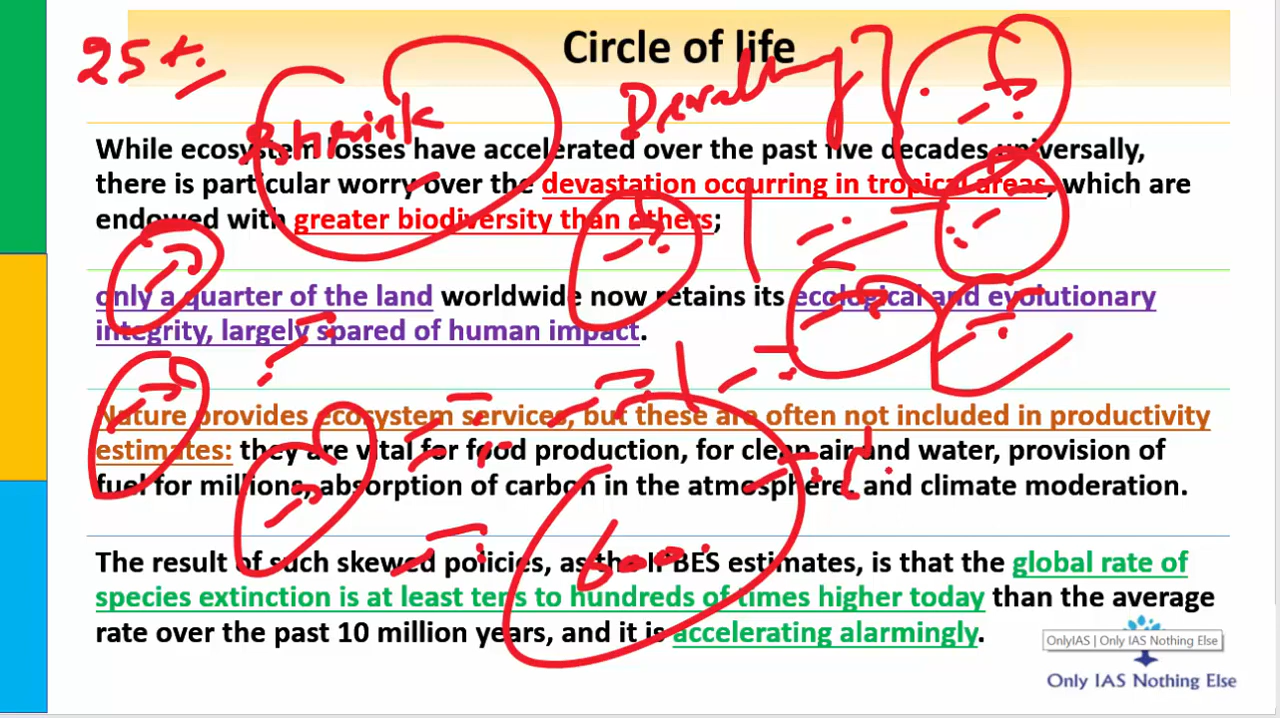 Circle of life
25%
Shrink
While ecosystem losses have accelerated over the past five decades universally,
there is particular worry over the devastation occurring in tropical areas, which are
endowed with greater biodiversity than others;
only a quarter of the land worldwide now retains its ecological and evolutionary
integrity, largely spared of human impact.
Nature provides ecosystem services, but these are often not included in productivity
estimates: they are vital for food production, for clean air and water, provision of
fuel for millions, absorption of carbon in the atmosphere, and climate moderation.
The result of such skewed policies, as the IPBES estimates, is that the global rate of
species extinction is at least tens to hundreds of times higher today than the average
rate over the past 10 million years, and it is accelerating alarmingly.
OnlyIAS | Only IAS Nothing Else
Only IAS Nothing Else